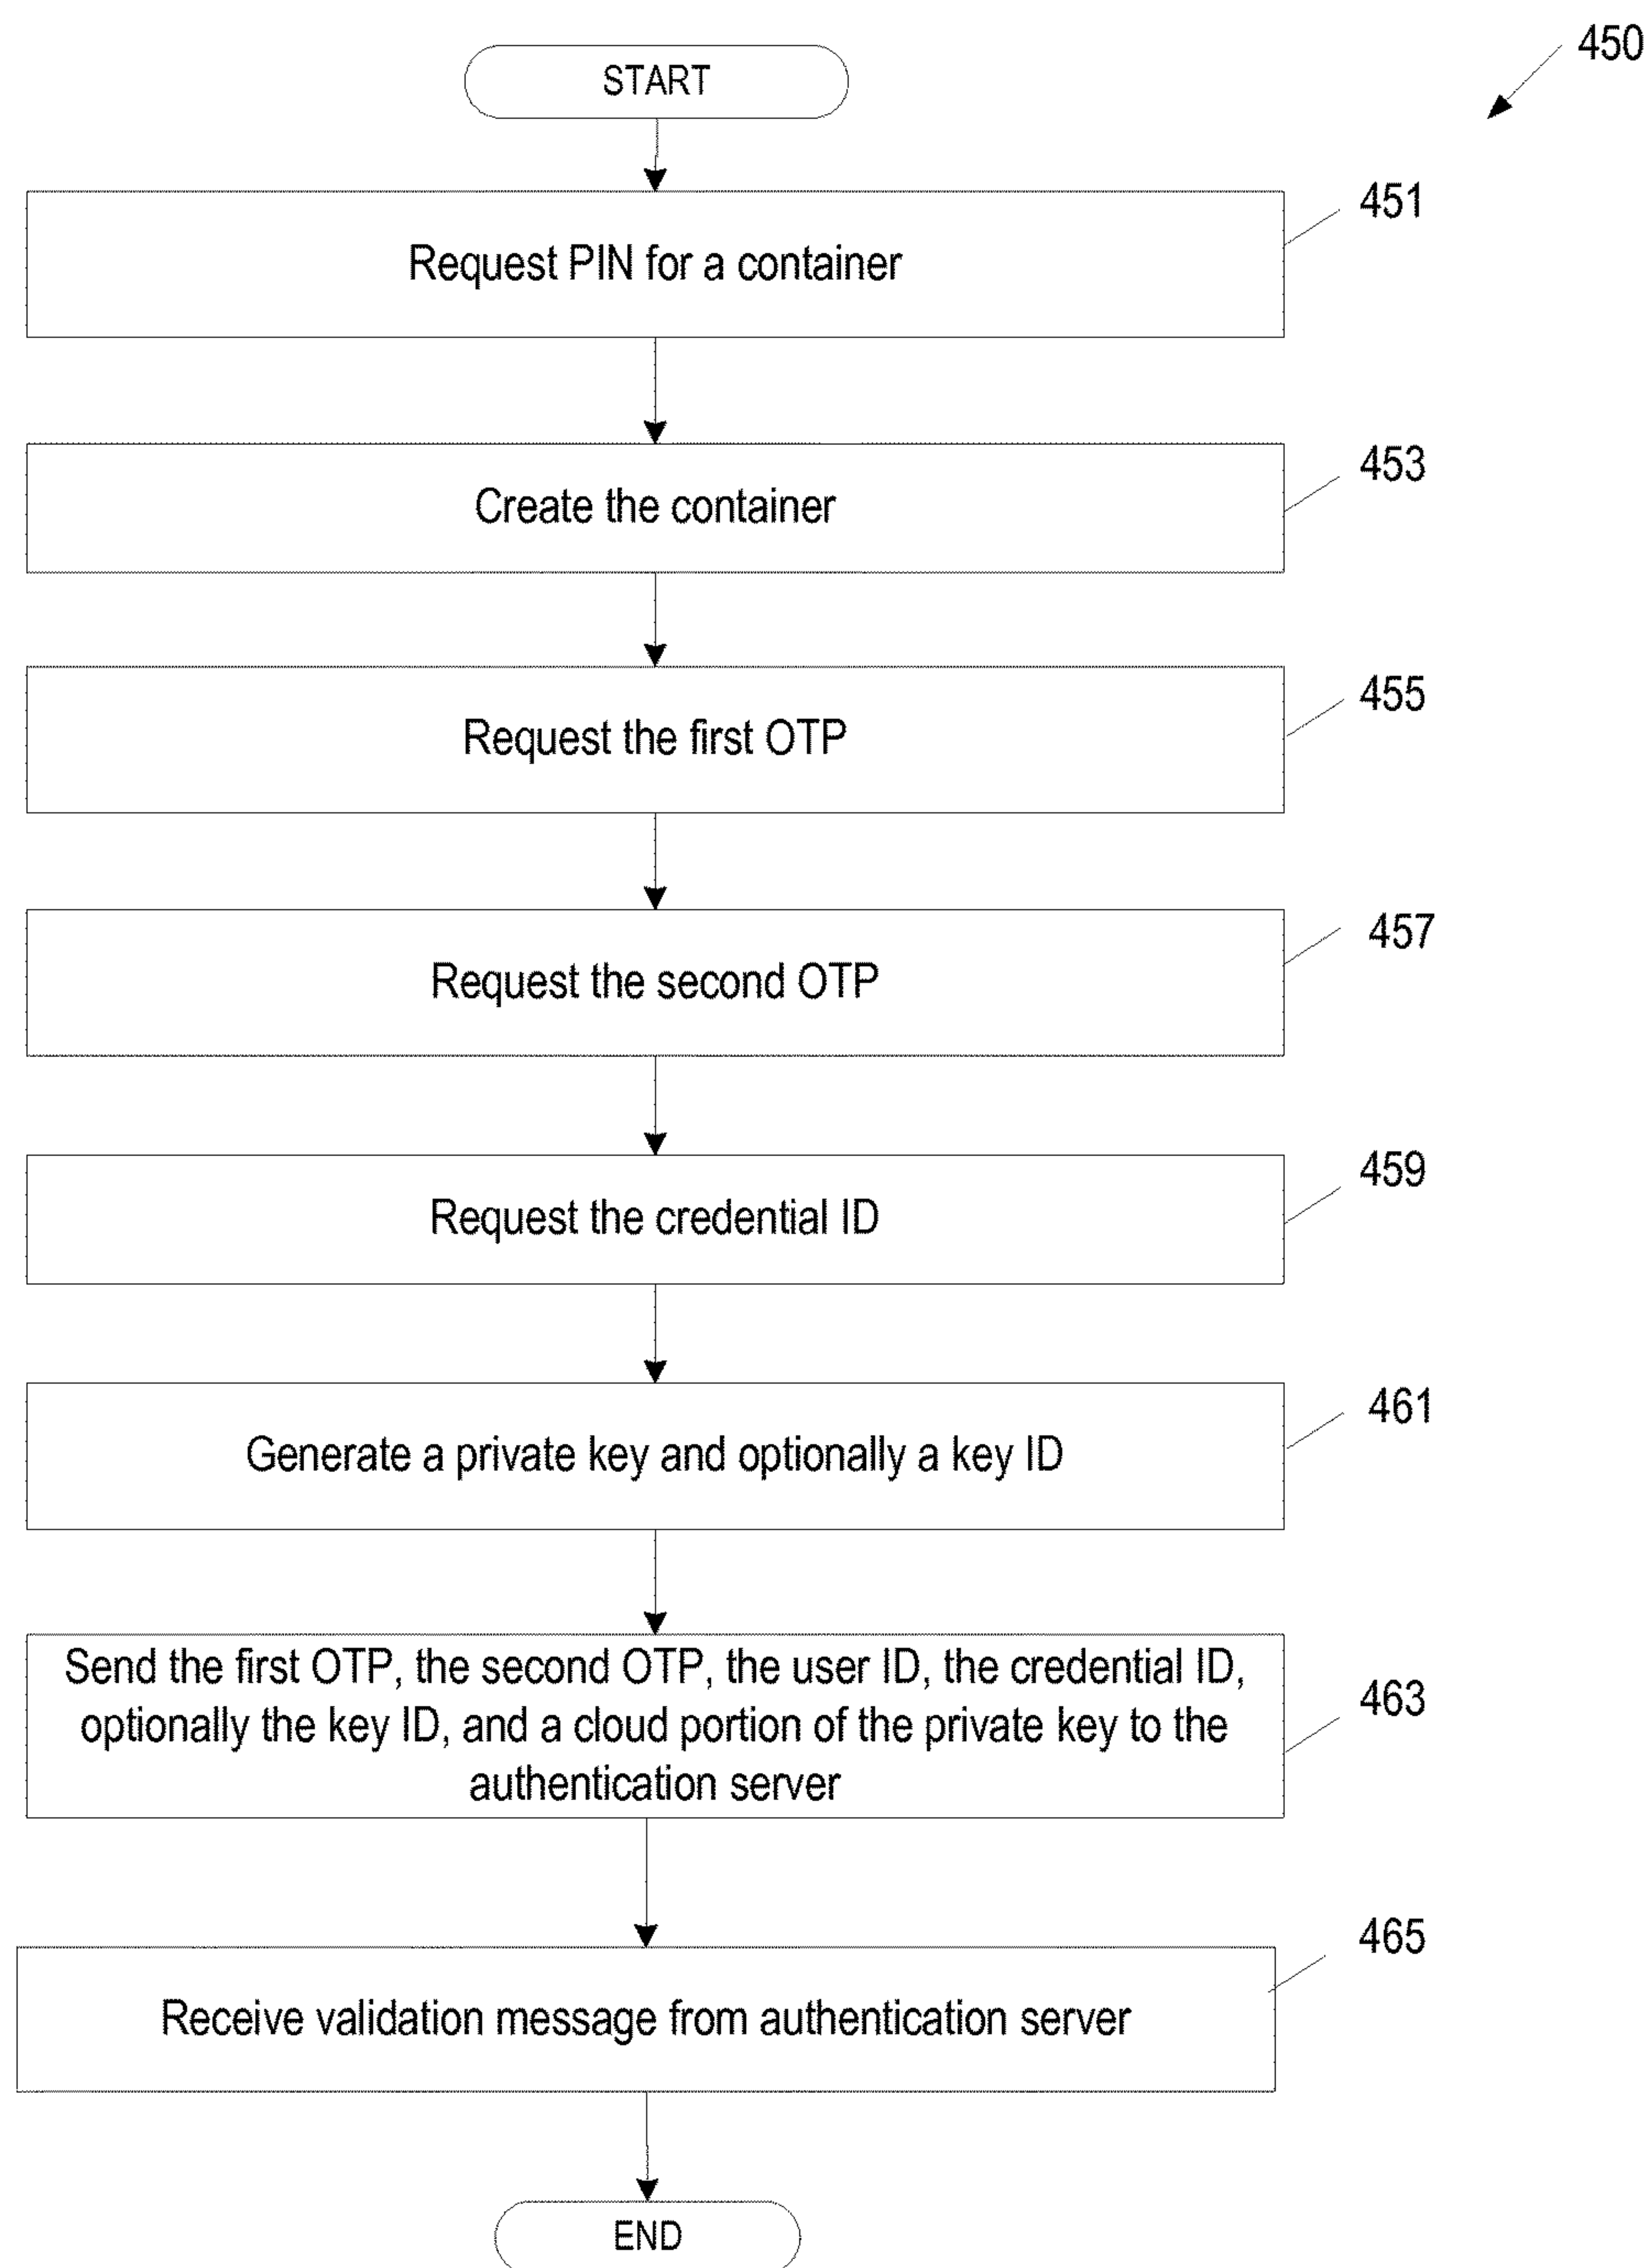 450
START
451
Request PIN for a container
453
Create the container
455
Request the first OTP
457
Request the second OTP
459
Request the credential ID
461
Generate a private key and optionally a key ID
463
Send the first OTP, the second OTP, the user ID, the credential ID,
optionally the key ID, and a cloud portion of the private key to the
authentication server
465
Receive validation message from authentication server
END